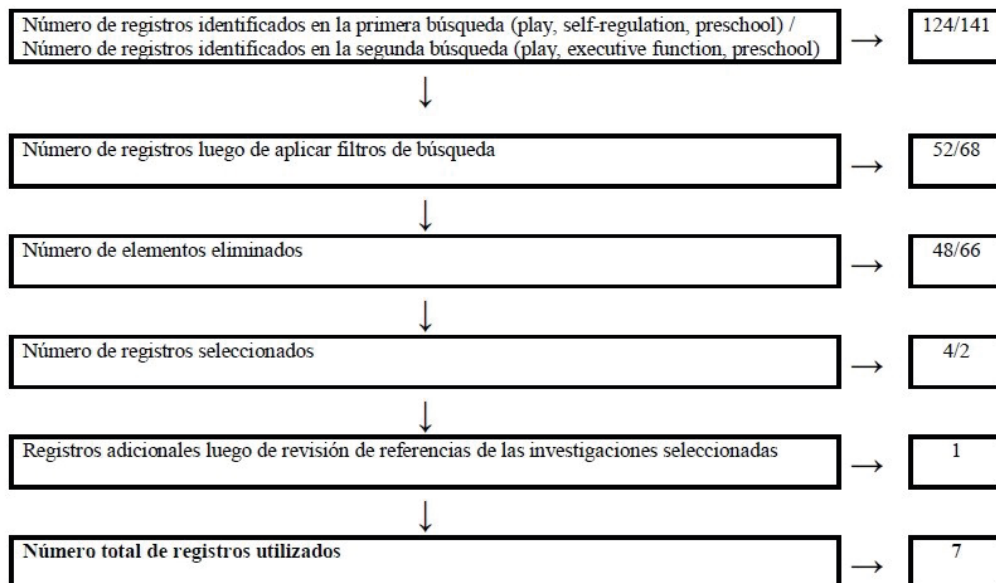 Número de registros identificados en la primera búsqueda (play, self-regulation, preschool) /
Número de registros identificados en la segunda búsqueda (play, executive function, preschool)
→
124/141
↓
Número de registros luego de aplicar filtros de búsqueda
→
52/68
↓
Número de elementos eliminados
→
48/66
↓
Número de registros seleccionados
→
4/2
↓
Registros adicionales luego de revisión de referencias de las investigaciones seleccionadas
→
1
↓
Número total de registros utilizados
→
7